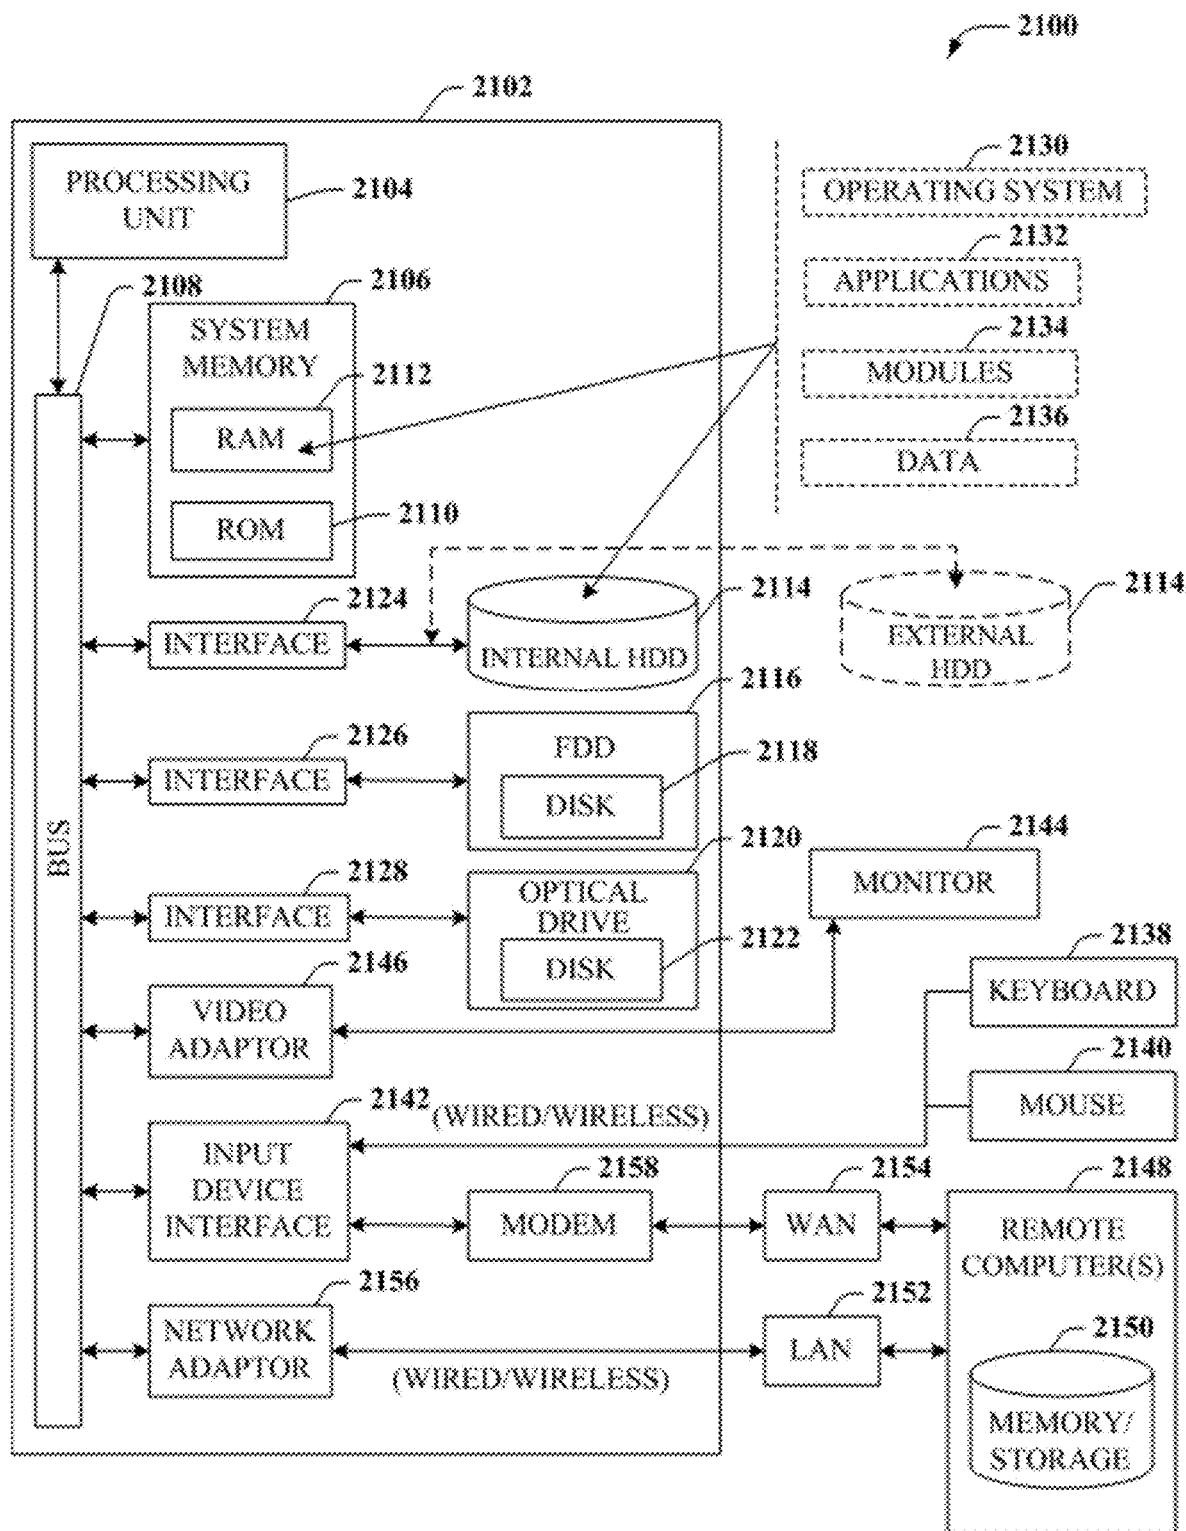 2100
2102
PROCESSING
UNIT
2104
2108
2106
SYSTEM
MEMORY
2112
RAM
ROM
2110
2130
OPERATING SYSTEM
2132
APPLICATIONS
2134
MODULES
2136
DATA
2124
INTERFACE
2114
INTERNAL HDD
2114
EXTERNAL
HDD
2116
FDD
2126
INTERFACE
2118
DISK
BUS
2120
OPTICAL
DRIVE
2128
INTERFACE
2122
DISK
2144
MONITOR
2146
VIDEO
ADAPTOR
2138
KEYBOARD
2140
MOUSE
2142
(WIRED/WIRELESS)
INPUT
DEVICE
INTERFACE
2158
MODEM
2154
WAN
2148
REMOTE
COMPUTER(S)
2156
NETWORK
ADAPTOR
(WIRED/WIRELESS)
2152
LAN
2150
MEMORY/
STORAGE